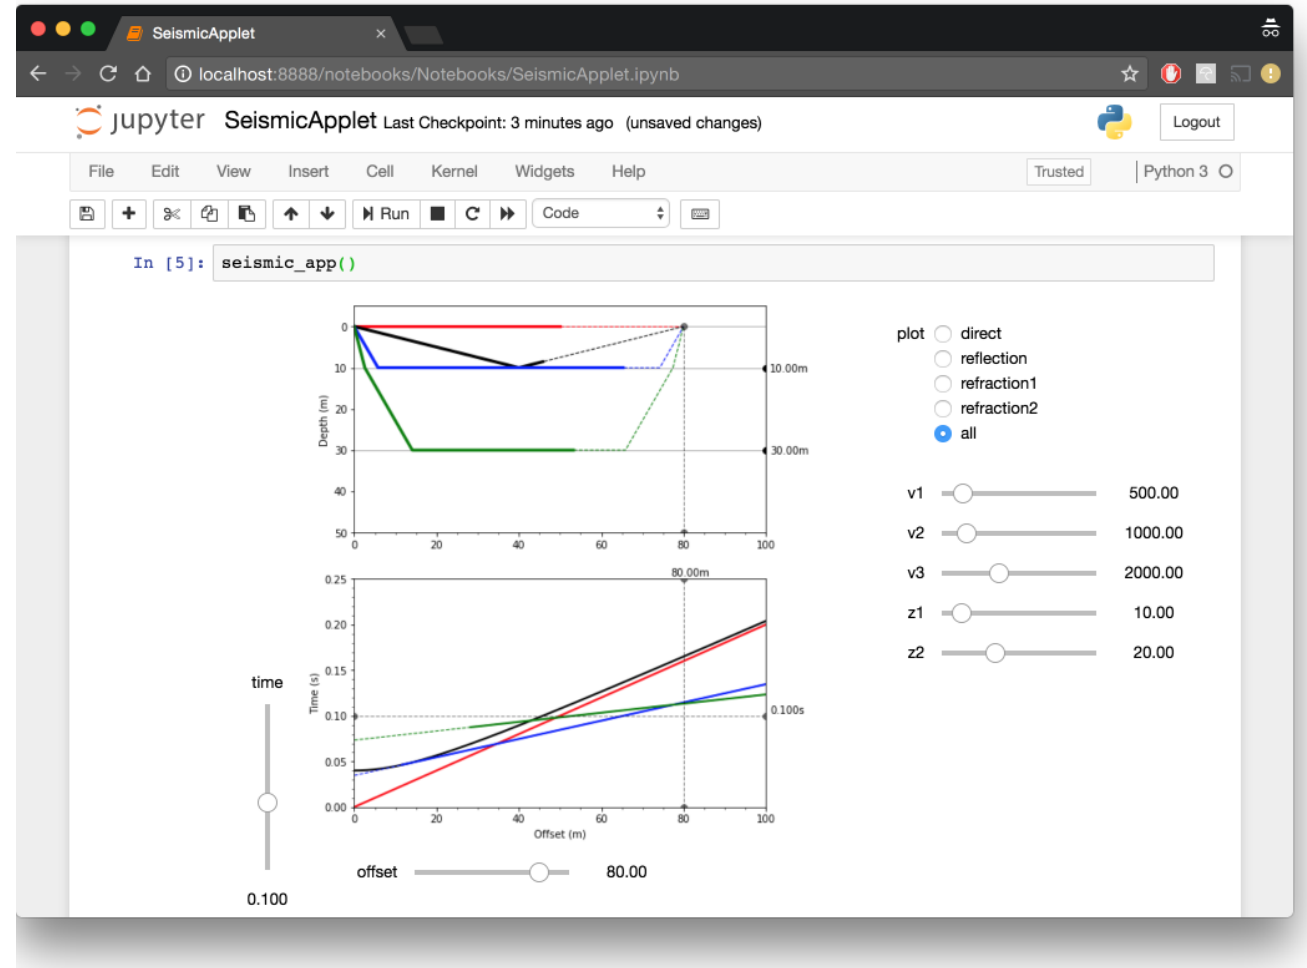 SeismicApplet ×
localhost:8888/notebooks/Notebooks/SeismicApplet.ipynb
jupyter SeismicApplet Last Checkpoint: 3 minutes ago (unsaved changes) Logout
File Edit View Insert Cell Kernel Widgets Help Trusted Python 3
Run Code
In [5]: seismic_app()
0
10
20
30
40
50
Depth (m)
10.00m
30.00m
0 20 40 60 80 100
plot direct
reflection
refraction1
refraction2
all
v1 500.00
v2 1000.00
v3 2000.00
z1 10.00
z2 20.00
80.00m
0.25
0.20
0.15
0.10
0.05
0.00
Time (s)
0.100s
0 20 40 60 80 100
Offset (m)
time
0.100
offset 80.00